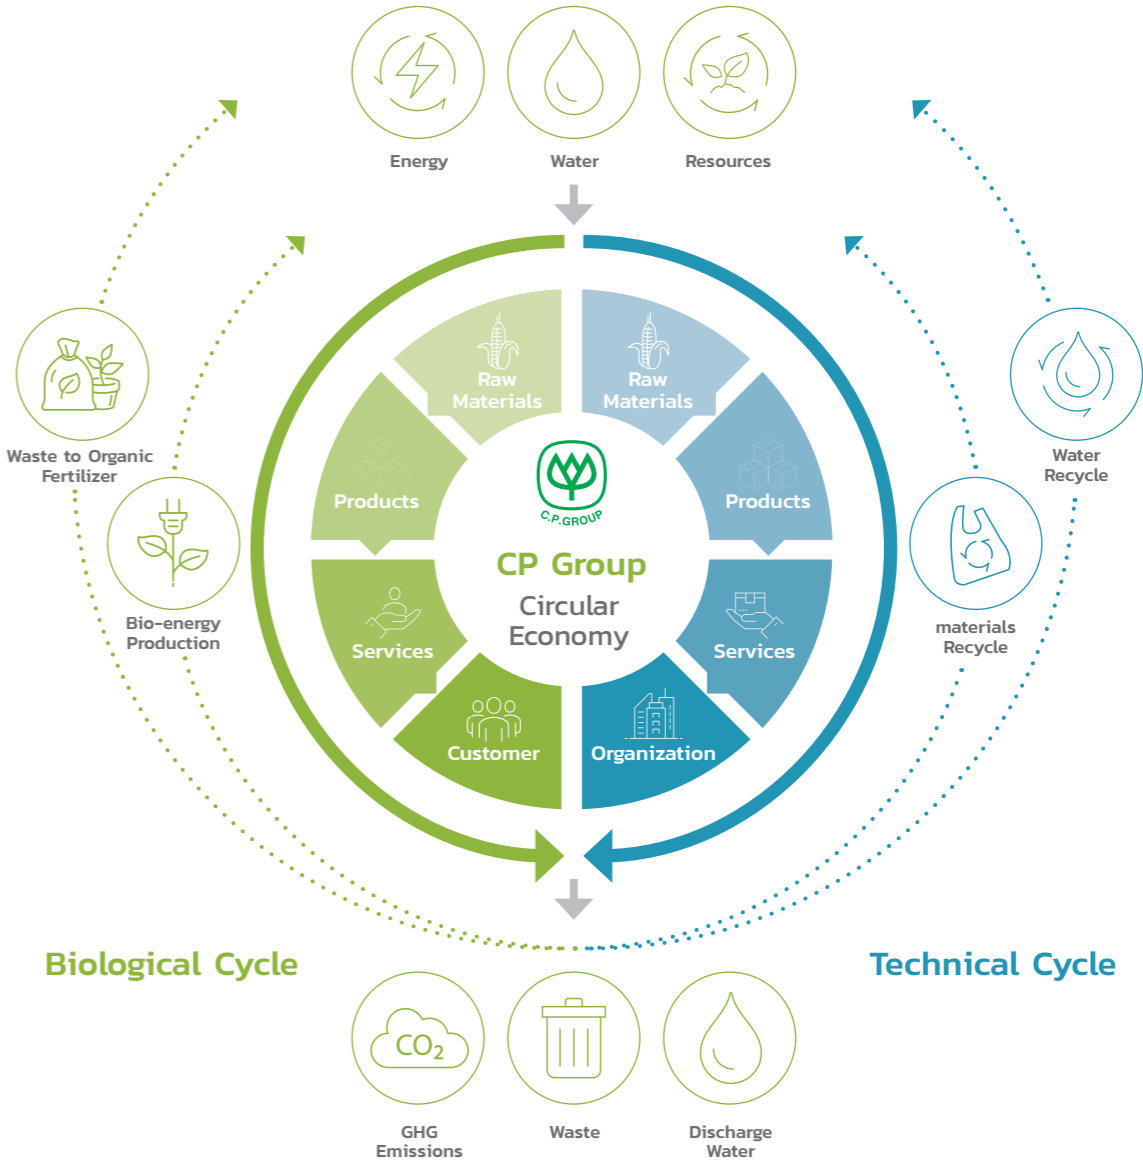 Energy
Water
Resources
Raw
Materials
Raw
Materials
Products
Products
C.P.GROUP
CP Group
Circular
Economy
Services
Services
Customer
Organization
Waste to Organic
Fertilizer
Bio-energy
Production
Water
Recycle
materials
Recycle
Biological Cycle
Technical Cycle
CO₂
GHG
Emissions
Waste
Discharge
Water